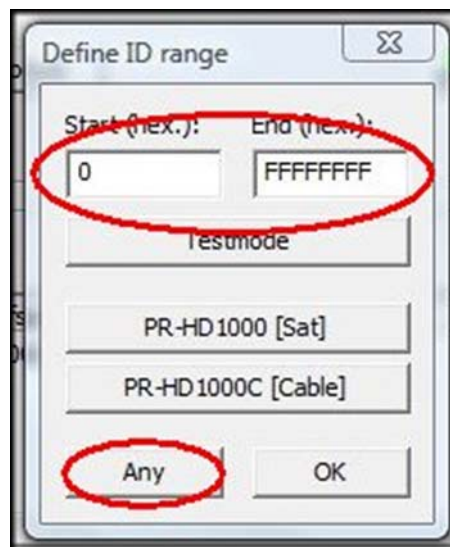 Define ID range
Start (hex.): End (hex.):
0 FFFFFFFF
Testmode
PR-HD1000 [Sat]
PR-HD1000C [Cable]
Any OK